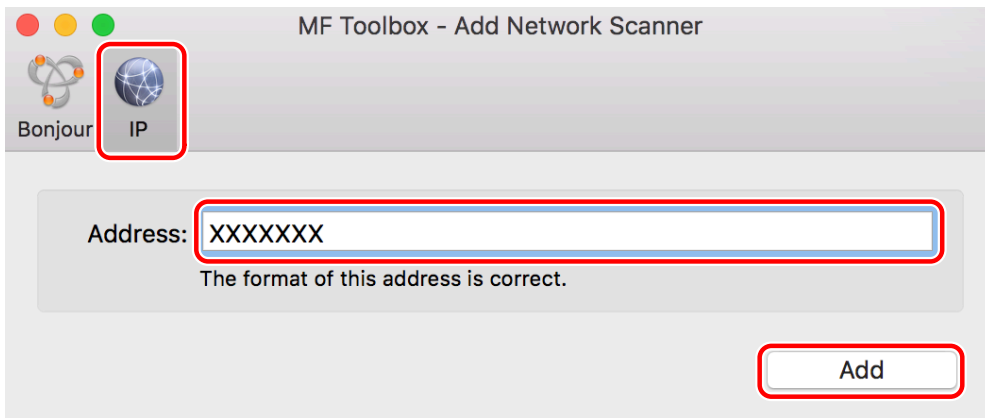 MF Toolbox - Add Network Scanner
Bonjour IP
Address: XXXXXXX
The format of this address is correct.
Add